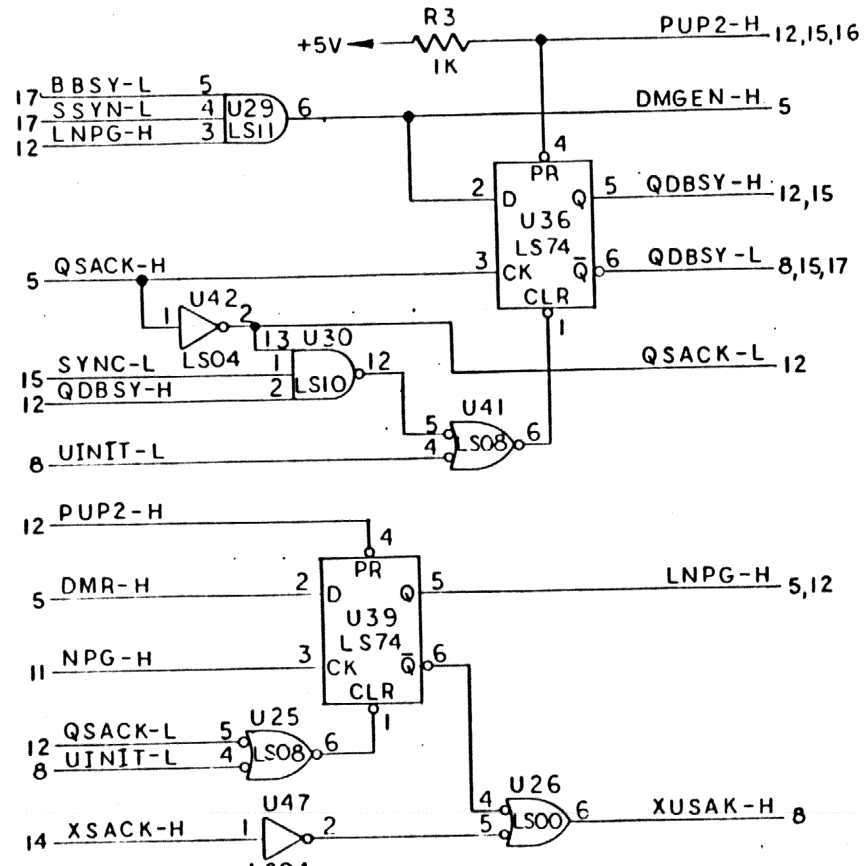 R3
+5V
1K
PUP2-H 12,15,16
17 BBSY-L 5
17 SSYN-L 4
12 LNPG-H 3
U29
LS11
6
DMGEN-H 5
4
PR
2 D Q 5 QDBSY-H 12,15
U36
LS74
5 QSACK-H 3 CK Q̅ 6 QDBSY-L 8,15,17
CLR
1
1 U42 2
LS04
13 U30
15 SYNC-L 1
12 QDBSY-H 2
LS10
12
QSACK-L 12
U41
5
4
LS08
6
8 UINIT-L
12 PUP2-H
4
PR
5 DMR-H 2 D Q 5 LNPG-H 5,12
U39
LS74
11 NPG-H 3 CK Q̅ 6
CLR
1
U25
12 QSACK-L 5
8 UINIT-L 4
LS08
6
U47
14 XSACK-H 1 2
U26
4
5
LS00
6
XUSAK-H 8